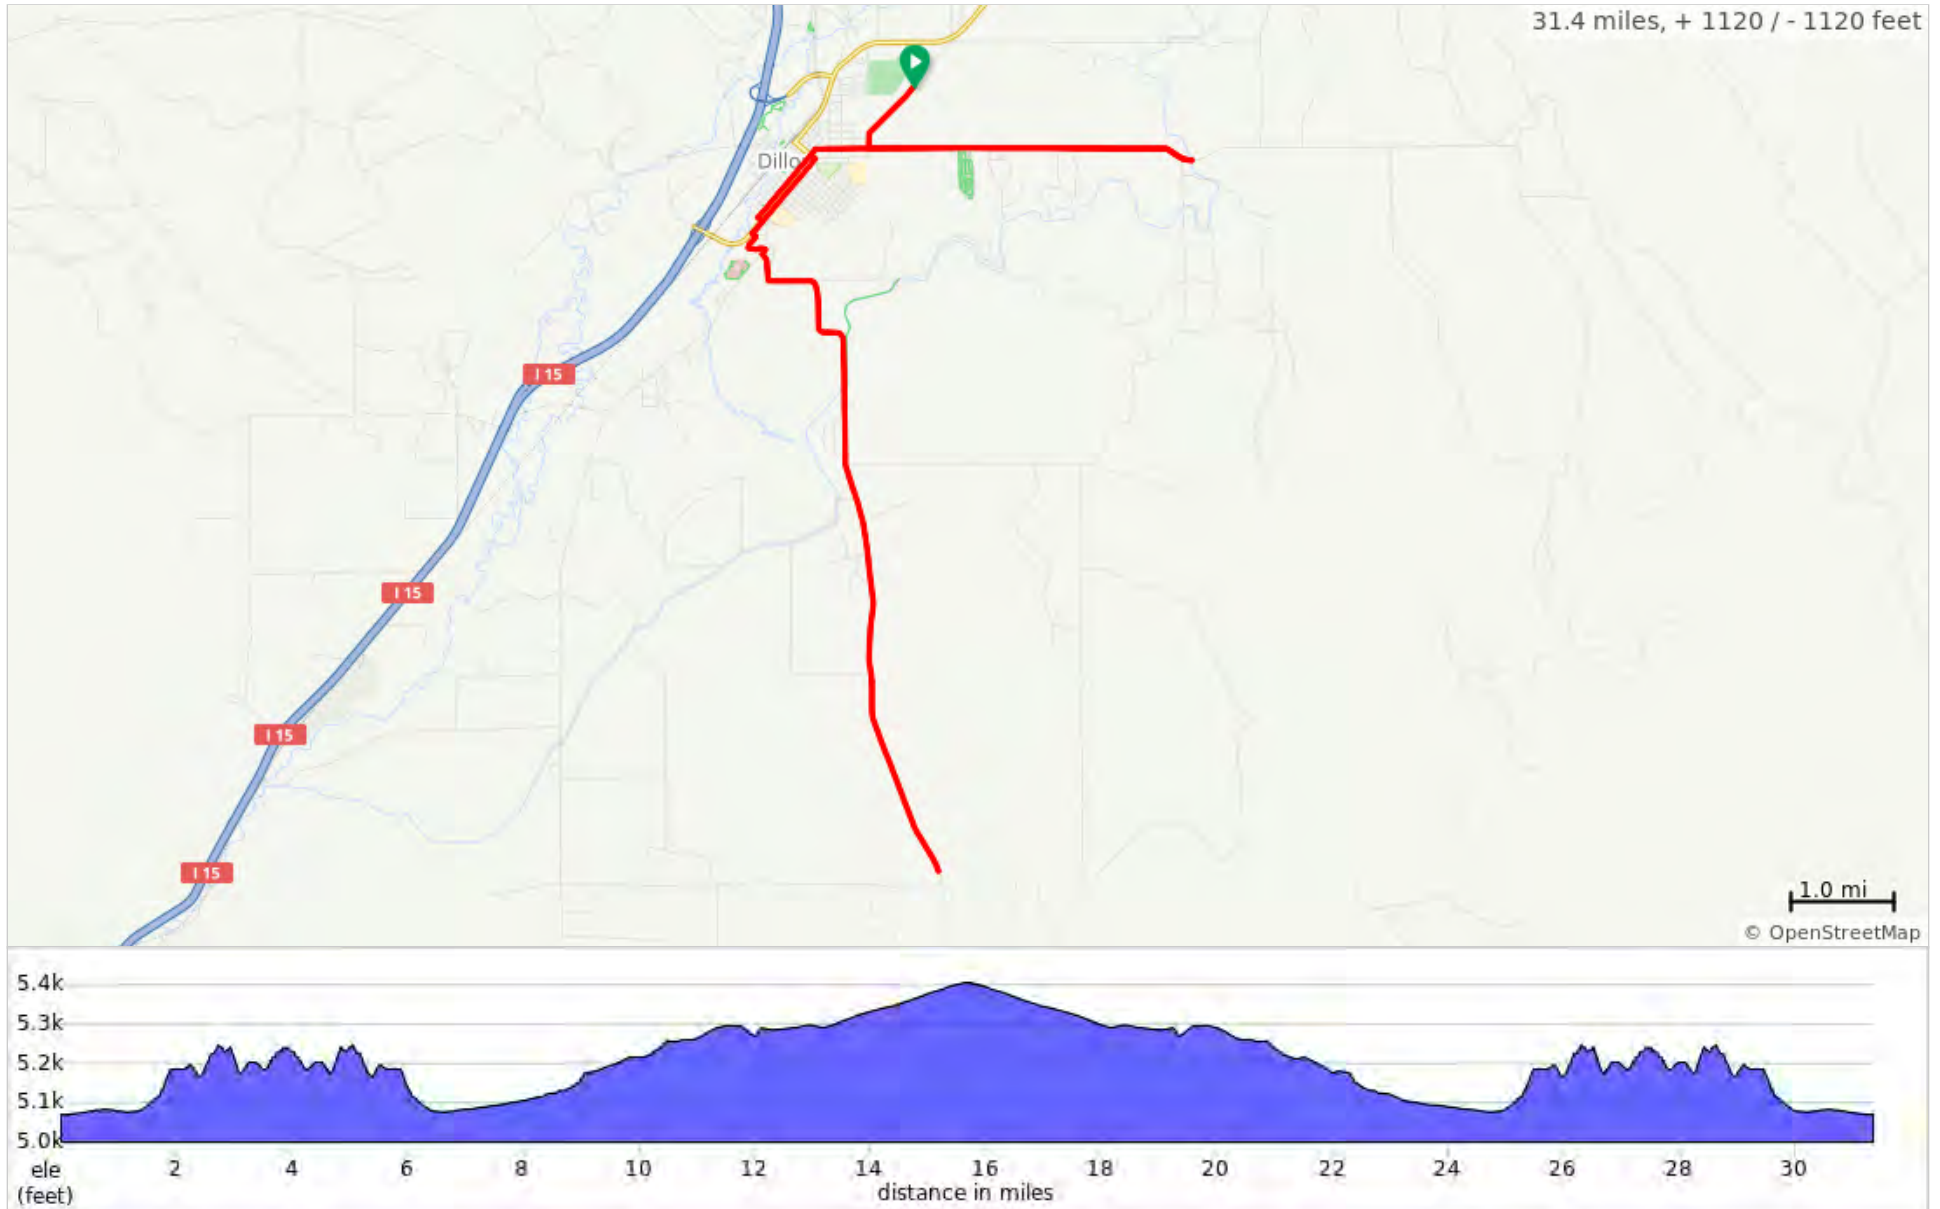 31.4 miles, + 1120 / - 1120 feet
Dillo
I 15
I 15
I 15
I 15
1.0 mi
© OpenStreetMap
5.4k
5.3k
5.2k
5.1k
5.0k
ele
(feet)
2 4 6 8 10 12 14 16 18 20 22 24 26 28 30
distance in miles